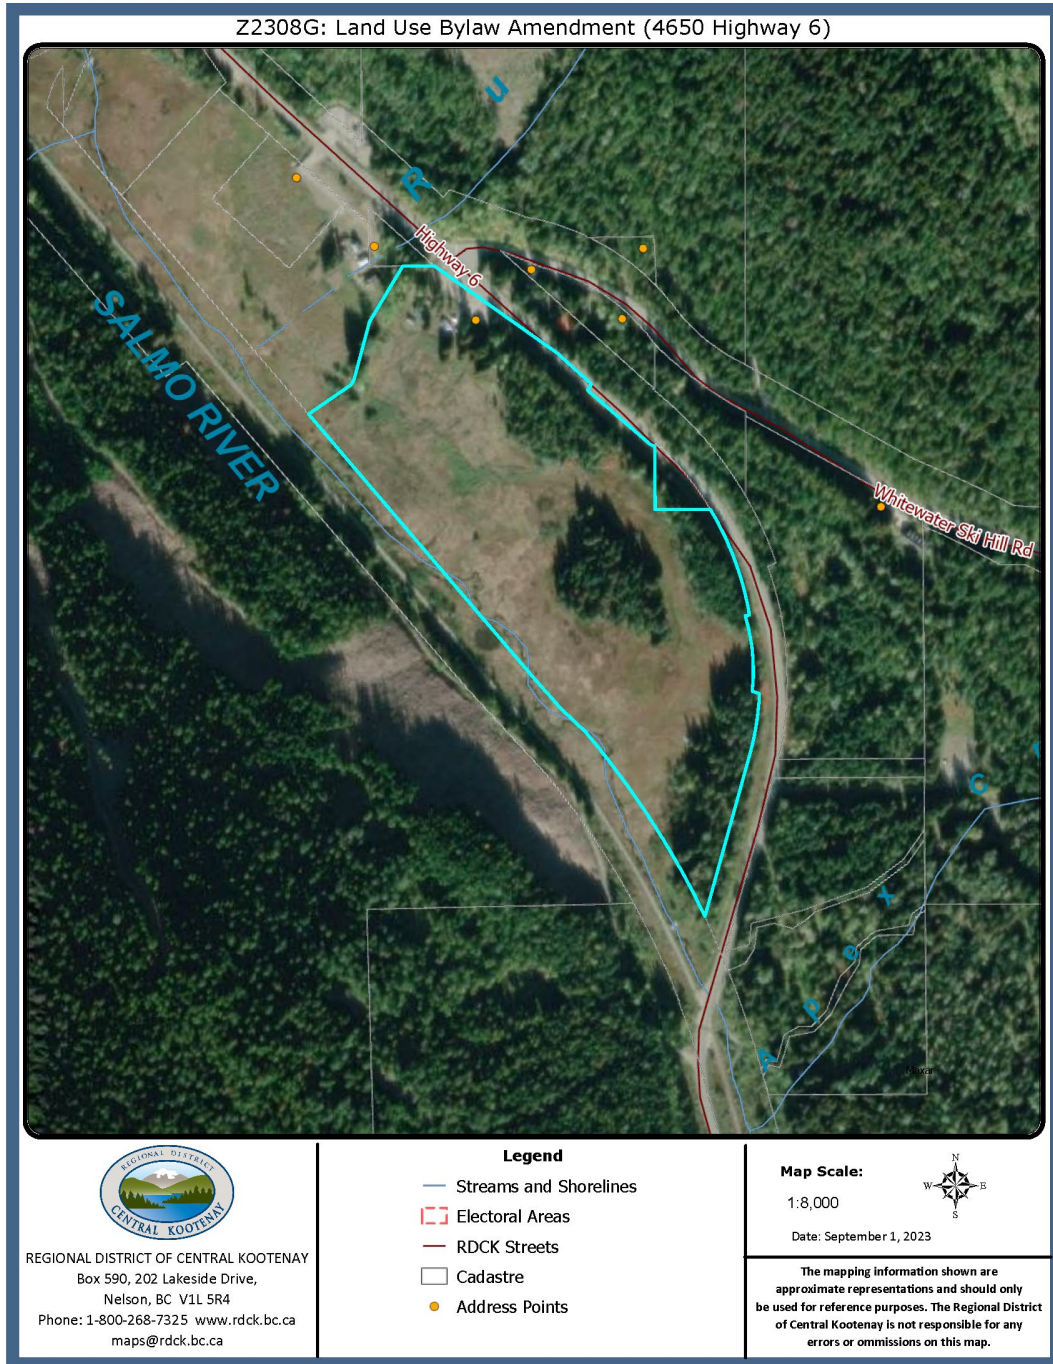 Z2308G: Land Use Bylaw Amendment (4650 Highway 6)
u
R
Highway 6
SALMO RIVER
Whitewater Ski Hill Rd
C
x
e
p
A
Maxar
REGIONAL DISTRICT
CENTRAL KOOTENAY
REGIONAL DISTRICT OF CENTRAL KOOTENAY
Box 590, 202 Lakeside Drive,
Nelson, BC V1L 5R4
Phone: 1-800-268-7325 www.rdck.bc.ca
maps@rdck.bc.ca
Legend
Streams and Shorelines
Electoral Areas
RDCK Streets
Cadastre
Address Points
Map Scale:
1:8,000
N
W E
S
Date: September 1, 2023
The mapping information shown are
approximate representations and should only
be used for reference purposes. The Regional District
of Central Kootenay is not responsible for any
errors or ommissions on this map.